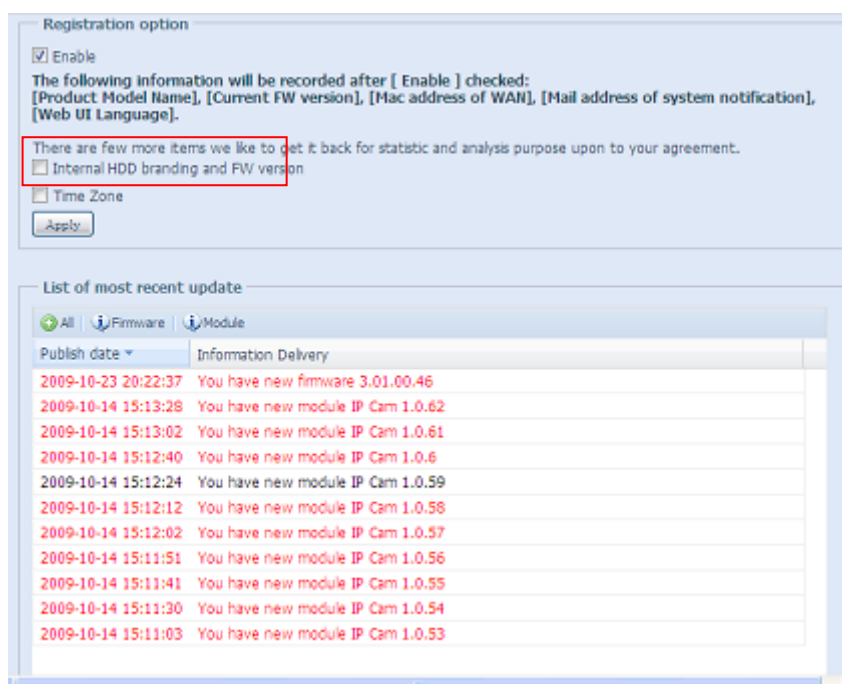 Registration option
Enable
The following information will be recorded after [ Enable ] checked:
[Product Model Name], [Current FW version], [Mac address of WAN], [Mail address of system notification],
[Web UI Language].
There are few more items we like to get it back for statistic and analysis purpose upon to your agreement.
Internal HDD branding and FW version
Time Zone
Apply
List of most recent update
All Firmware Module
Publish date Information Delivery
2009-10-23 20:22:37 You have new firmware 3.01.00.46
2009-10-14 15:13:28 You have new module IP Cam 1.0.62
2009-10-14 15:13:02 You have new module IP Cam 1.0.61
2009-10-14 15:12:40 You have new module IP Cam 1.0.6
2009-10-14 15:12:24 You have new module IP Cam 1.0.59
2009-10-14 15:12:12 You have new module IP Cam 1.0.58
2009-10-14 15:12:02 You have new module IP Cam 1.0.57
2009-10-14 15:11:51 You have new module IP Cam 1.0.56
2009-10-14 15:11:41 You have new module IP Cam 1.0.55
2009-10-14 15:11:30 You have new module IP Cam 1.0.54
2009-10-14 15:11:03 You have new module IP Cam 1.0.53